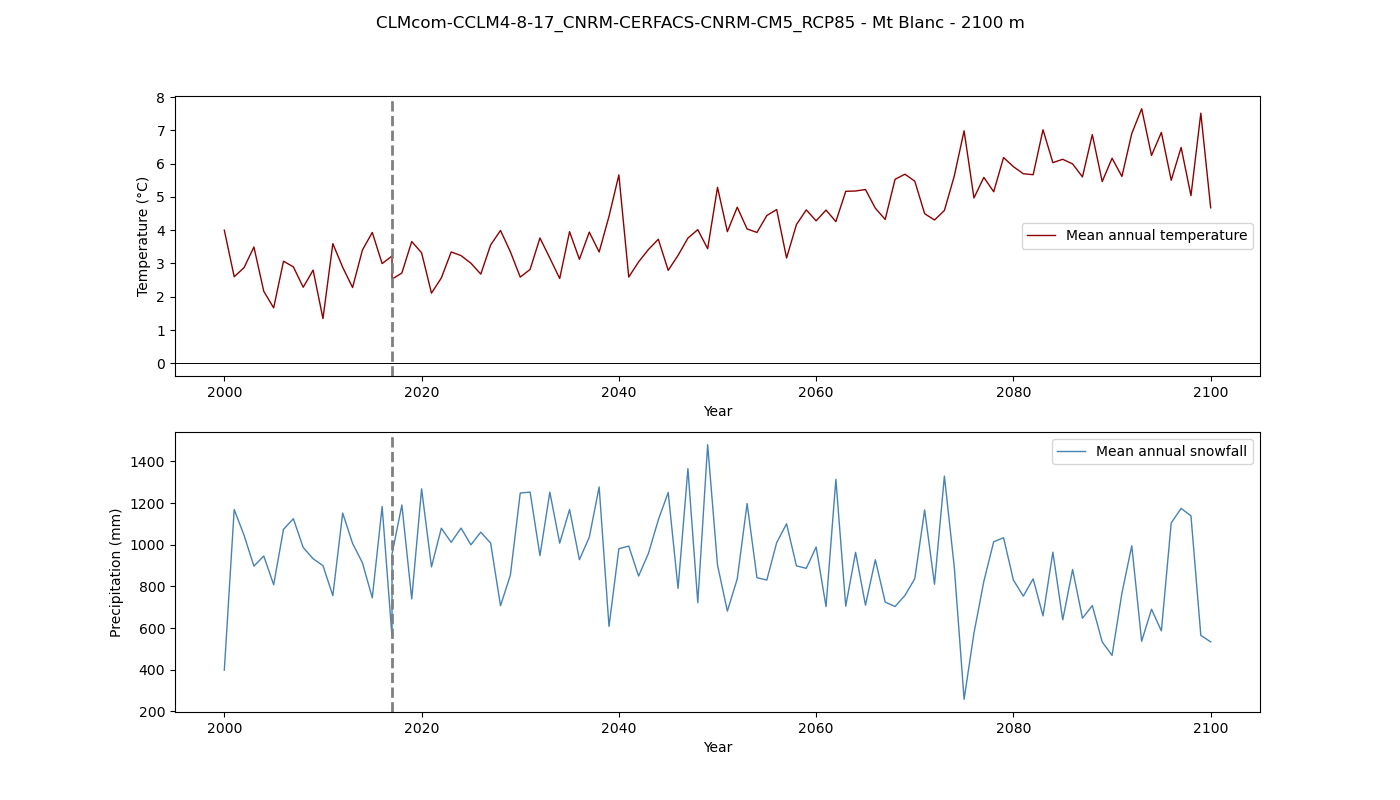 CLMcom-CCLM4-8-17_CNRM-CERFACS-CNRM-CM5_RCP85 - Mt Blanc - 2100 m
8
7
6
5
4
3
2
1
0
Temperature (°C)
Mean annual temperature
2000 2020 2040 2060 2080 2100
Year
1400
1200
1000
800
600
400
200
Precipitation (mm)
Mean annual snowfall
2000 2020 2040 2060 2080 2100
Year